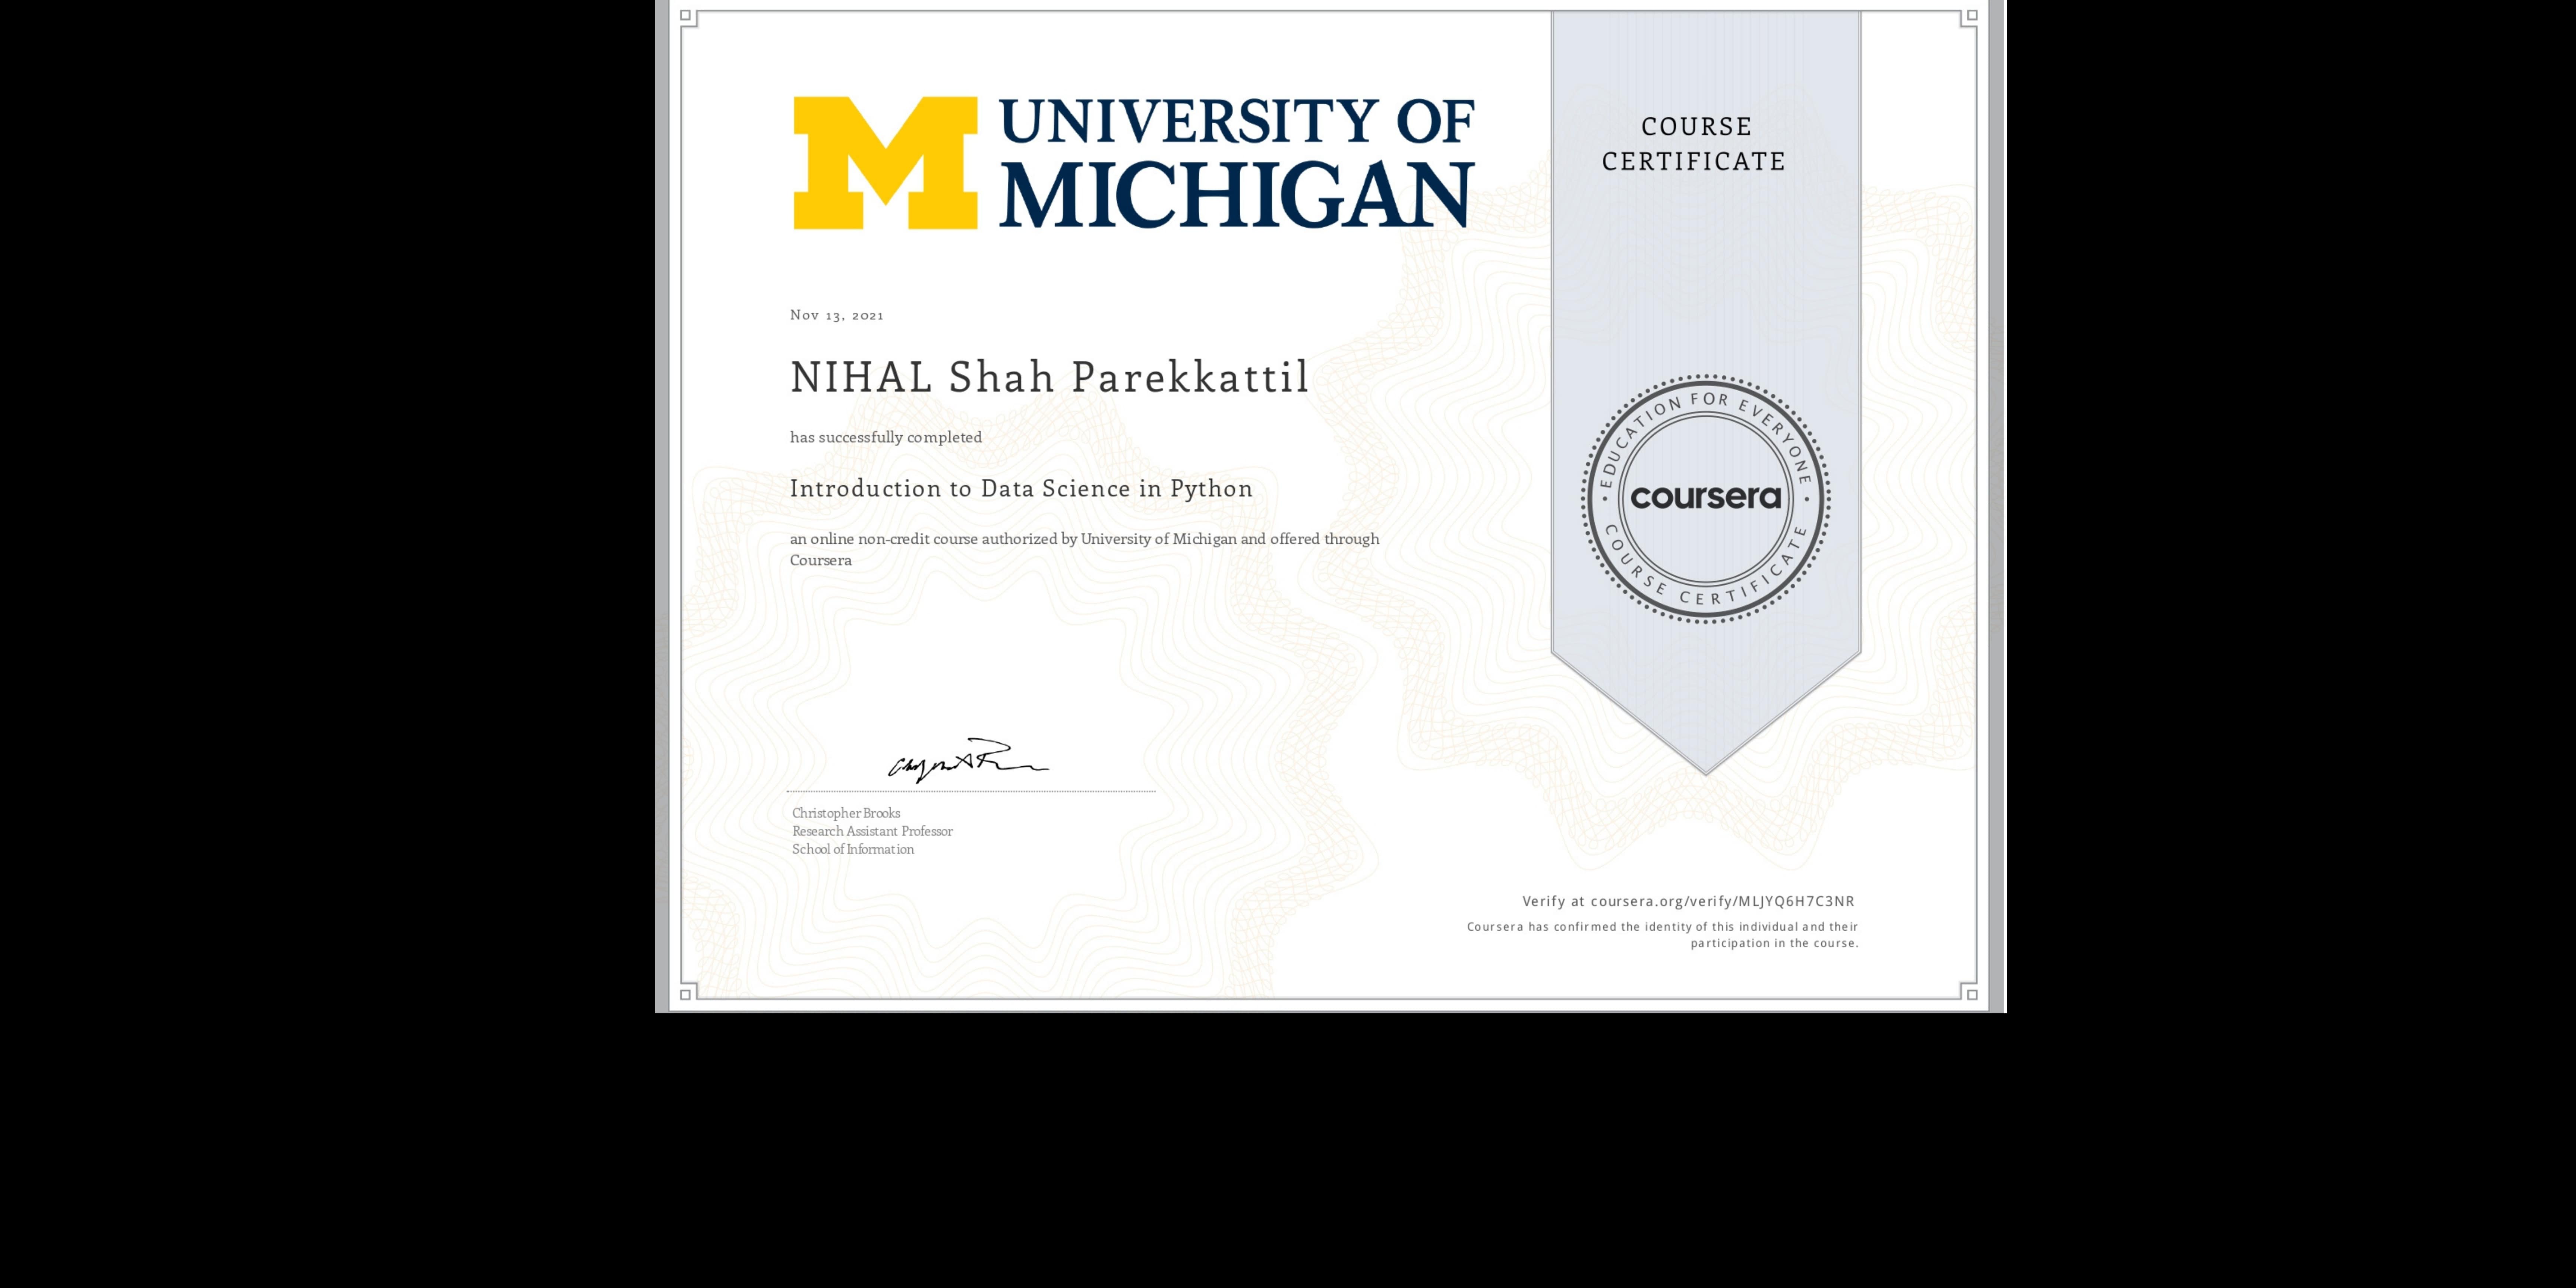 M UNIVERSITY OF
MICHIGAN
COURSE
CERTIFICATE
Nov 13, 2021
NIHAL Shah Parekkattil
has successfully completed
Introduction to Data Science in Python
an online non-credit course authorized by University of Michigan and offered through
Coursera
EDUCATION FOR EVERYONE
coursera
COURSE CERTIFICATE
Christopher Brooks
Research Assistant Professor
School of Information
Verify at coursera.org/verify/MLJYQ6H7C3NR
Coursera has confirmed the identity of this individual and their
participation in the course.